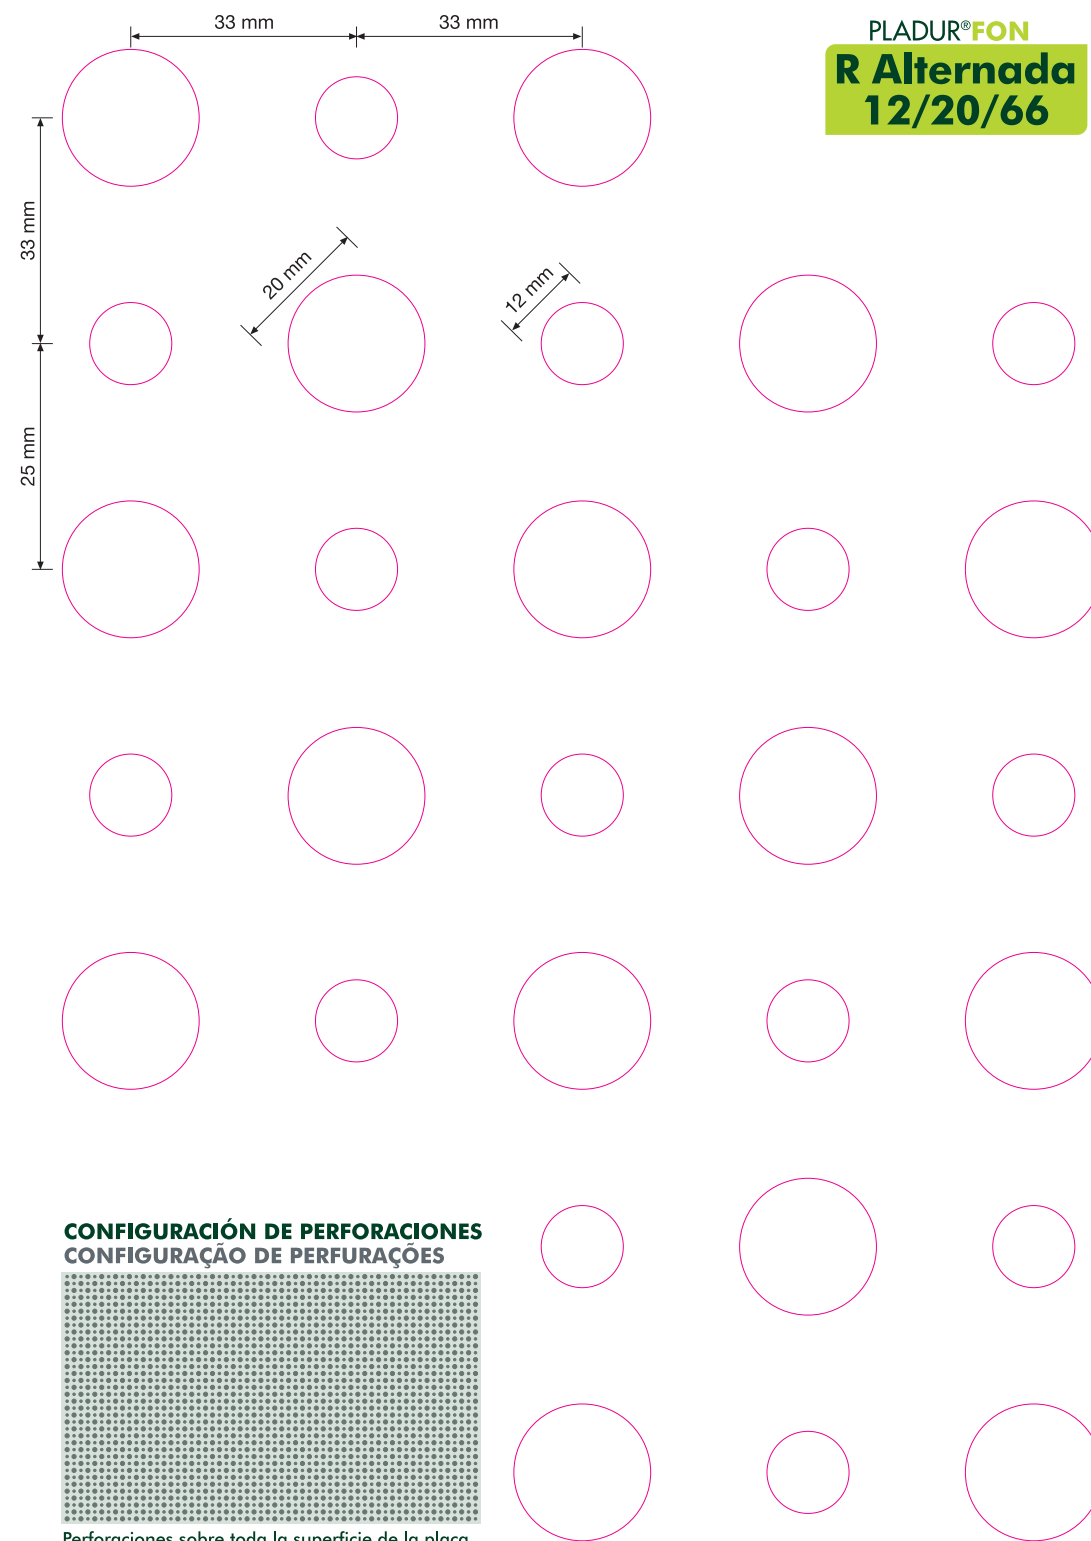 33 mm
33 mm
PLADUR®FON
R Alternada
12/20/66
33 mm
20 mm
12 mm
25 mm
CONFIGURACIÓN DE PERFORACIONES
CONFIGURAÇÃO DE PERFURAÇÕES
Perforaciones sobre toda la superficie de la placa